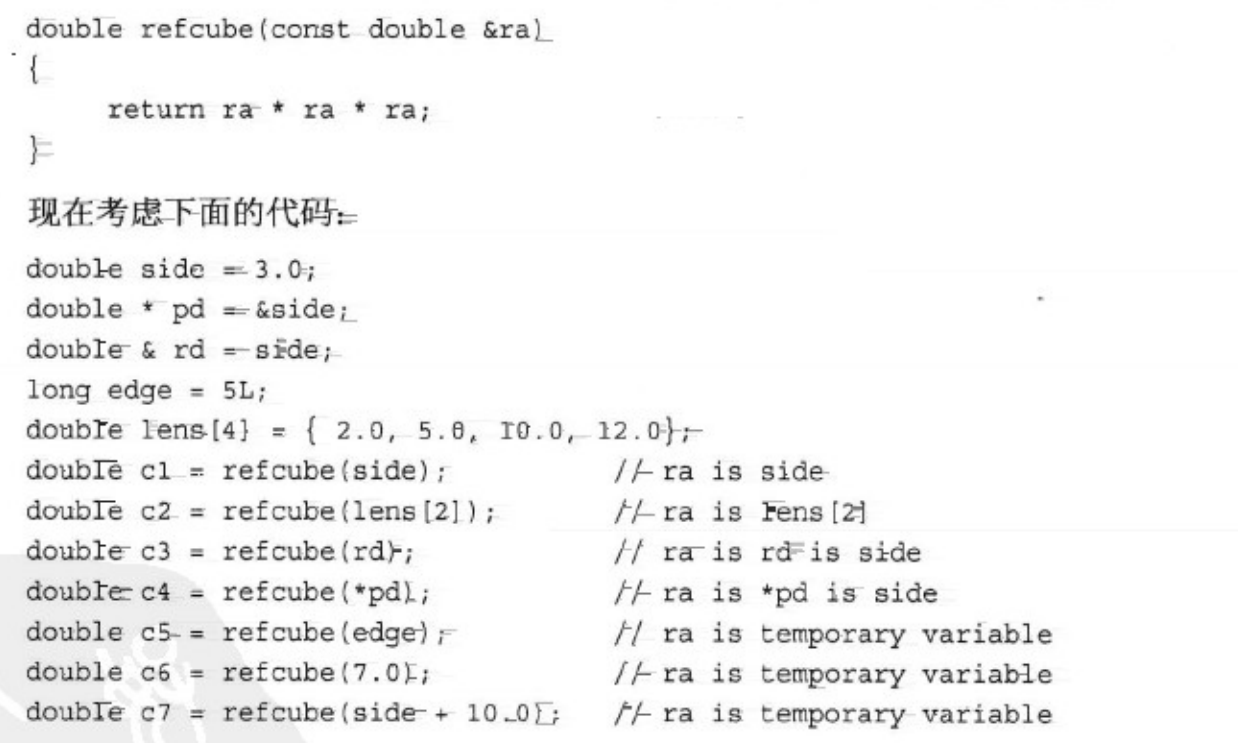 double refcube(const double &ra)
{
return ra * ra * ra;
}
现在考虑下面的代码：
double side = 3.0;
double * pd = &side;
double & rd = side;
long edge = 5L;
double lens[4] = { 2.0, 5.0, 10.0, 12.0};
double c1 = refcube(side); // ra is side
double c2 = refcube(lens[2]); // ra is lens[2]
double c3 = refcube(rd); // ra is rd is side
double c4 = refcube(*pd); // ra is *pd is side
double c5 = refcube(edge); // ra is temporary variable
double c6 = refcube(7.0); // ra is temporary variable
double c7 = refcube(side + 10.0); // ra is temporary variable